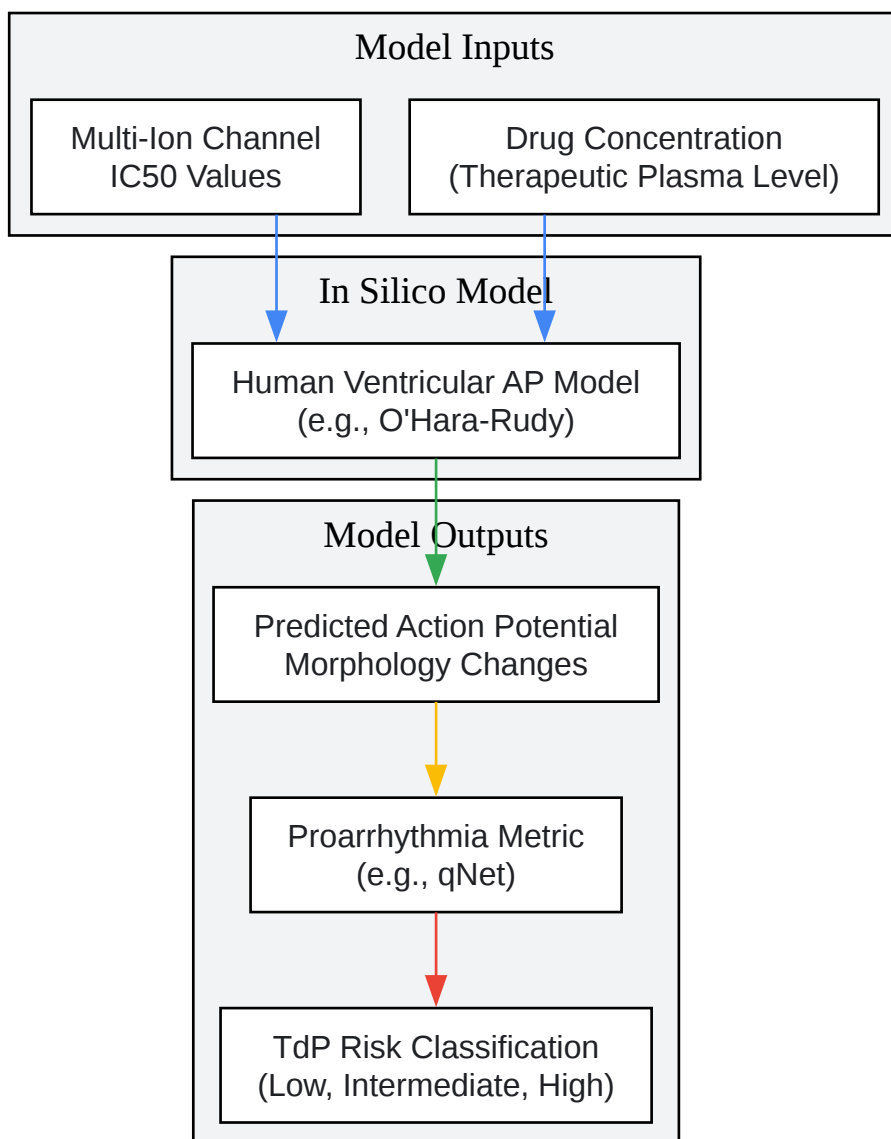 Model Inputs
Multi-Ion Channel
IC50 Values
Drug Concentration
(Therapeutic Plasma Level)
In Silico Model
Human Ventricular AP Model
(e.g., O'Hara-Rudy)
Model Outputs
Predicted Action Potential
Morphology Changes
Proarrhythmia Metric
(e.g., qNet)
TdP Risk Classification
(Low, Intermediate, High)